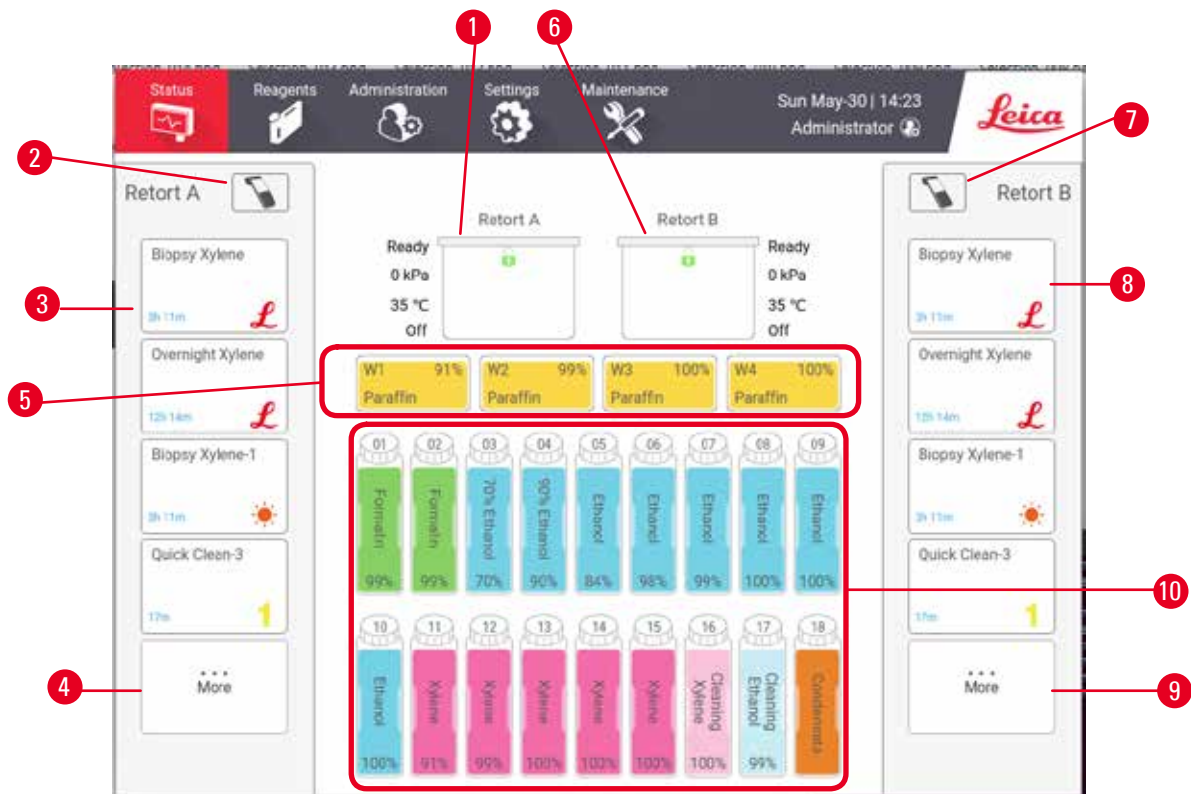 1
6
Status
Reagents
Administration
Settings
Maintenance
Sun May-30 | 14:23
Administrator
Leica
7
2
Retort A
Retort B
Retort A
Retort B
Biopsy Xylene
3h 11m
L
3
Overnight Xylene
12h 14m
L
Biopsy Xylene-1
3h 11m
Quick Clean-3
17m
1
4
... More
Ready
0 kPa
35 °C
Off
Ready
0 kPa
35 °C
Off
5
W1 91%
Paraffin
W2 99%
Paraffin
W3 100%
Paraffin
W4 100%
Paraffin
01 02 03 04 05 06 07 08 09
Formalin
Formalin
70% Ethanol
90% Ethanol
Ethanol
Ethanol
Ethanol
Ethanol
Ethanol
99% 99% 70% 90% 84% 98% 99% 100% 100%
10 11 12 13 14 15 16 17 18
Ethanol
Xylene
Xylene
Xylene
Xylene
Xylene
Cleaning
Xylene
Cleaning
Ethanol
Condensate
100% 91% 99% 100% 100% 100% 100% 99%
10
Biopsy Xylene
3h 11m
L
8
Overnight Xylene
12h 14m
L
Biopsy Xylene-1
3h 11m
Quick Clean-3
17m
1
... More
9